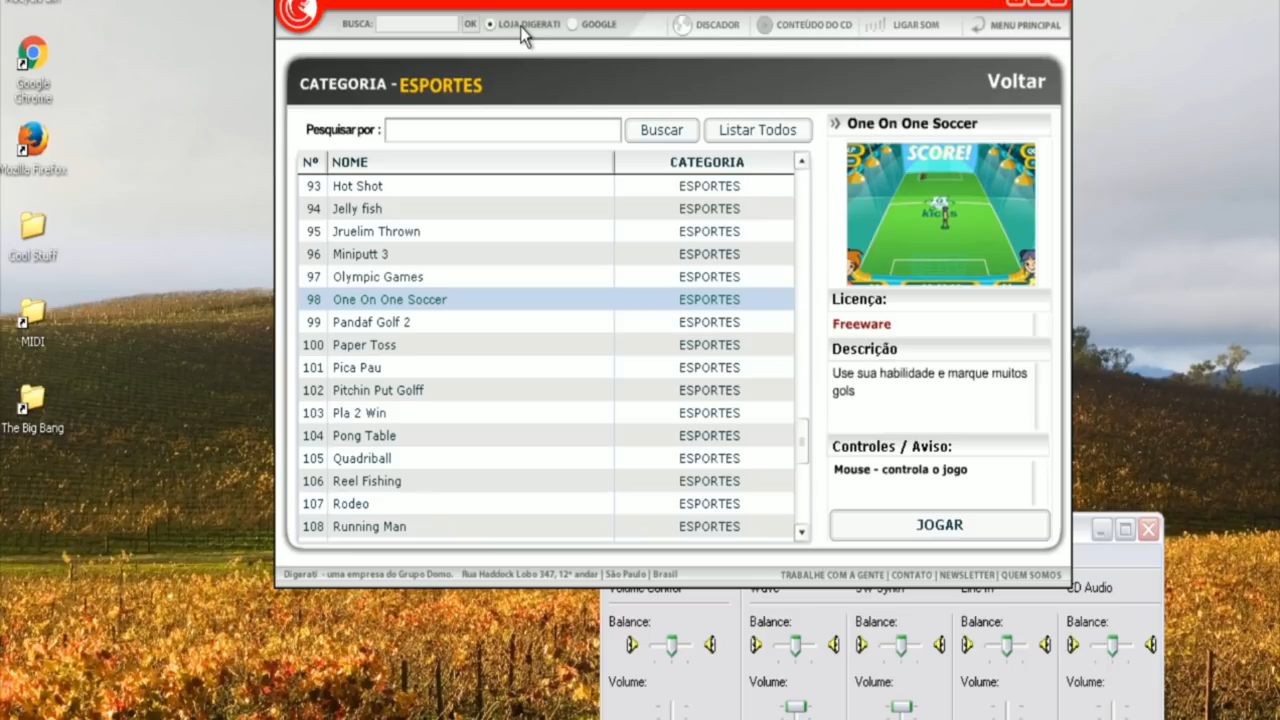 BUSCA: OK LOJA DIGERATI GOOGLE DISCADOR CONTEÚDO DO CD LIGAR SOM MENU PRINCIPAL
Google
Chrome
Mozilla Firefox
Cool Stuff
MIDI
The Big Bang
CATEGORIA - ESPORTES Voltar
Pesquisar por : Buscar Listar Todos
Nº NOME CATEGORIA
93 Hot Shot ESPORTES
94 Jelly fish ESPORTES
95 Jruelim Thrown ESPORTES
96 Miniputt 3 ESPORTES
97 Olympic Games ESPORTES
98 One On One Soccer ESPORTES
99 Pandaf Golf 2 ESPORTES
100 Paper Toss ESPORTES
101 Pica Pau ESPORTES
102 Pitchin Put Golff ESPORTES
103 Pla 2 Win ESPORTES
104 Pong Table ESPORTES
105 Quadriball ESPORTES
106 Reel Fishing ESPORTES
107 Rodeo ESPORTES
108 Running Man ESPORTES
One On One Soccer
SCORE!
Licença:
Freeware
Descrição
Use sua habilidade e marque muitos
gols
Controles / Aviso:
Mouse - controla o jogo
JOGAR
Digerati - uma empresa do Grupo Domo. Rua Haddock Lobo 347, 12º andar | São Paulo | Brasil TRABALHE COM A GENTE | CONTATO | NEWSLETTER | QUEM SOMOS
Volume Control Wave SW Synth Line In CD Audio
Balance: Balance: Balance: Balance: Balance:
Volume: Volume: Volume: Volume: Volume: